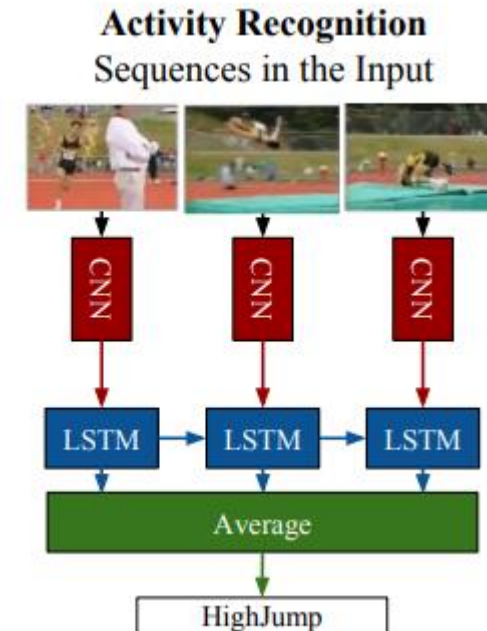 Activity Recognition
Sequences in the Input
CNN
CNN
CNN
LSTM
LSTM
LSTM
Average
HighJump